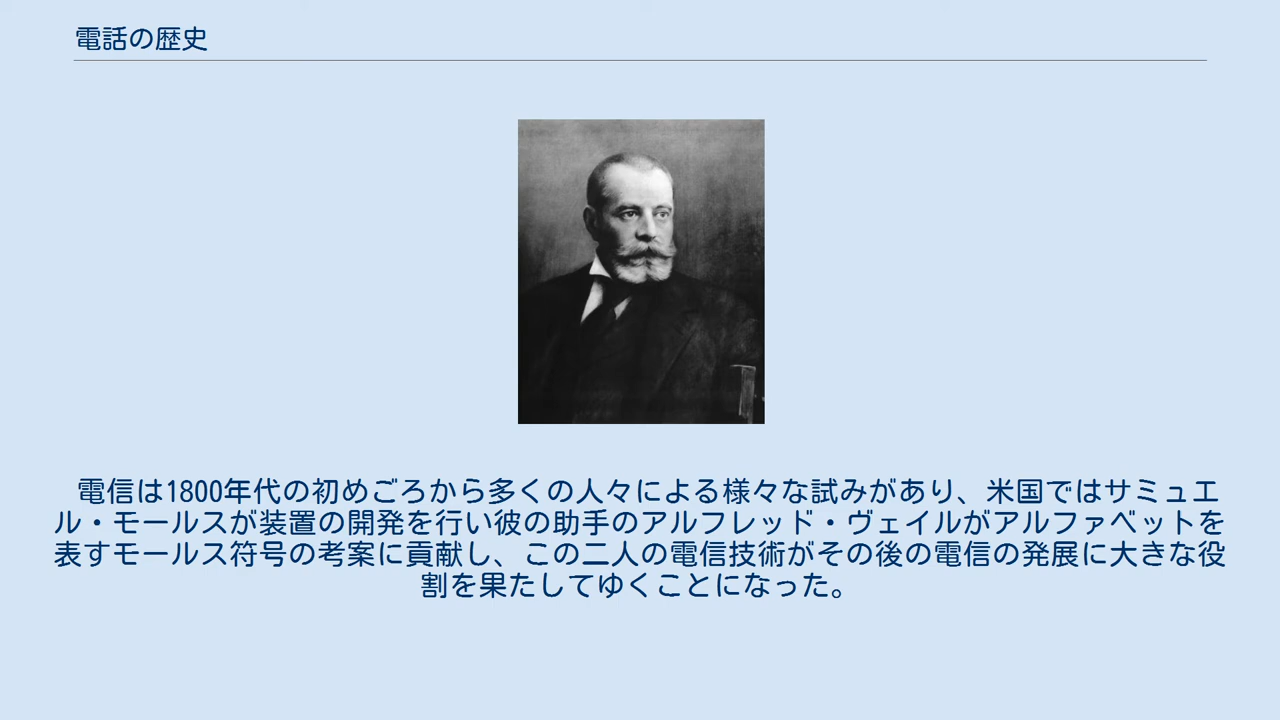 電話の歴史
電信は1800年代の初めごろから多くの人々による様々な試みがあり、米国ではサミュエ
ル・モールスが装置の開発を行い彼の助手のアルフレッド・ヴェイルがアルファベットを
表すモールス符号の考案に貢献し、この二人の電信技術がその後の電信の発展に大きな役
割を果たしてゆくことになった。